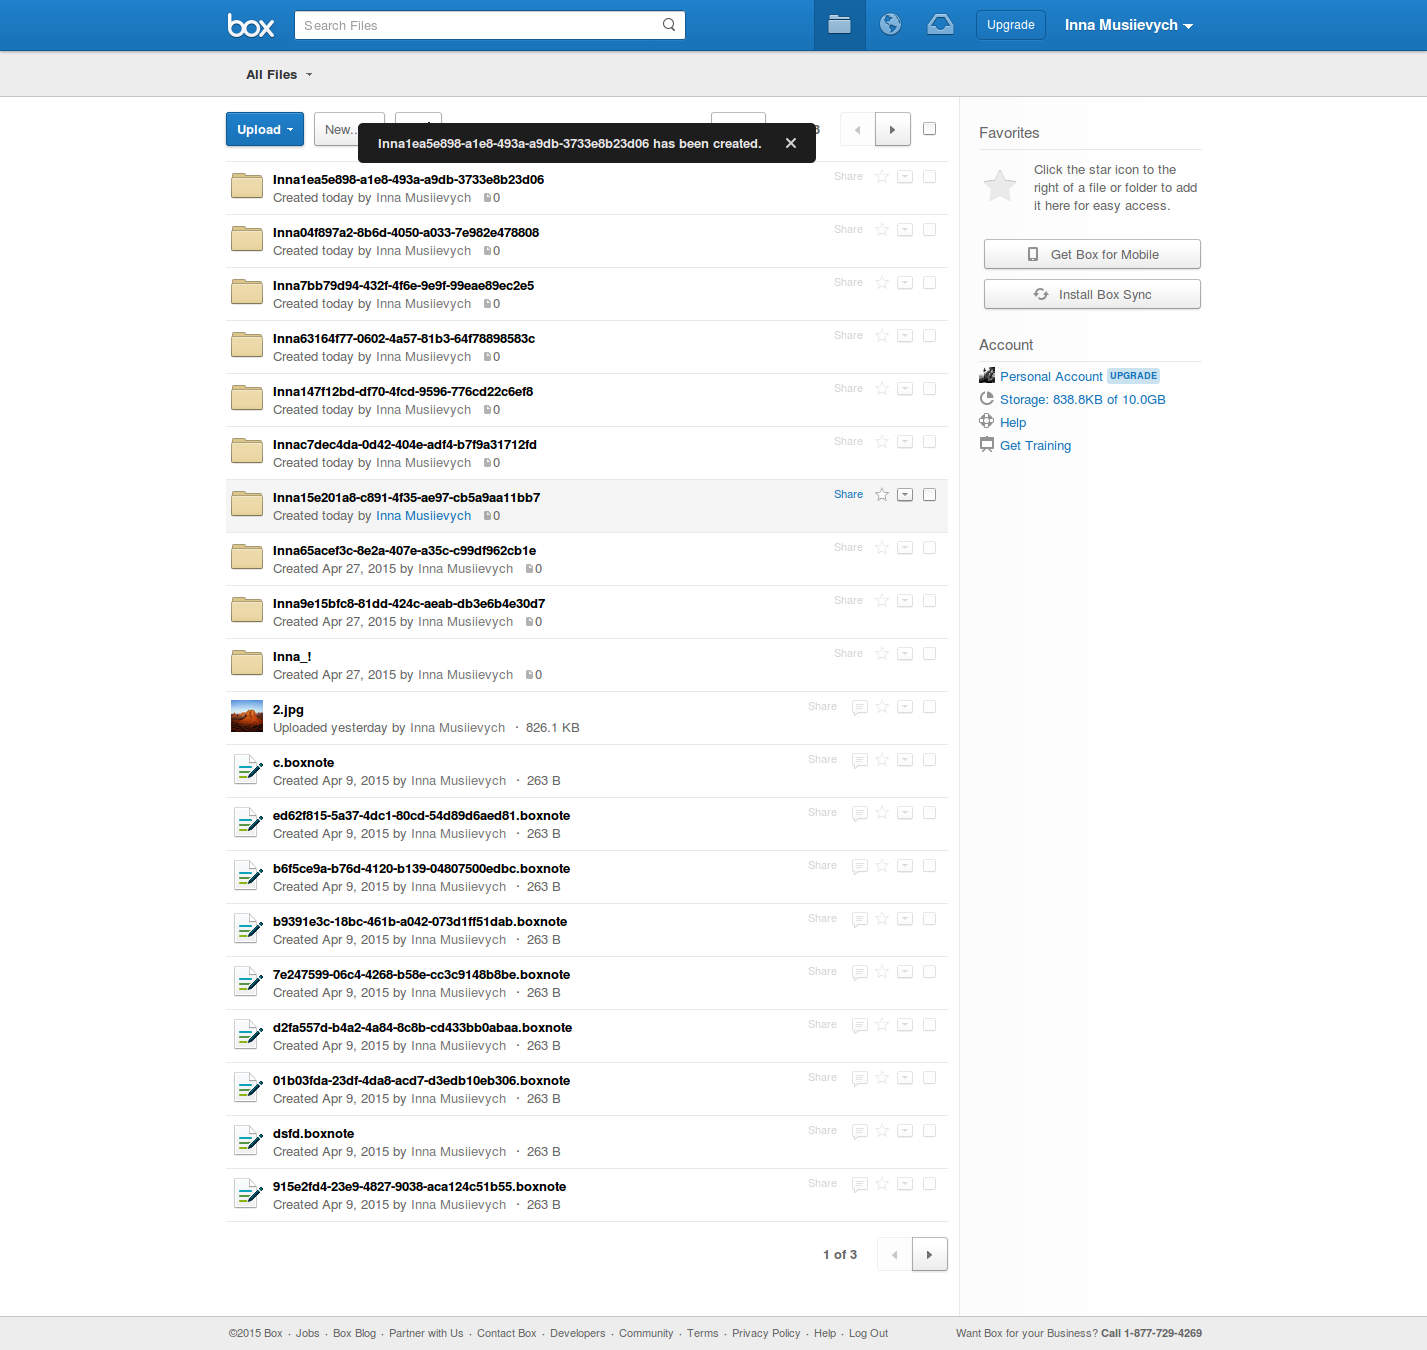 box
Search Files
Upgrade
Inna Musiievych
All Files
Upload
New...
Inna1ea5e898-a1e8-493a-a9db-3733e8b23d06 has been created.
3
Inna1ea5e898-a1e8-493a-a9db-3733e8b23d06
Share
Created today by Inna Musiievych 0
Inna04f897a2-8b6d-4050-a033-7e982e478808
Share
Created today by Inna Musiievych 0
Inna7bb79d94-432f-4f6e-9e9f-99eae89ec2e5
Share
Created today by Inna Musiievych 0
Inna63164f77-0602-4a57-81b3-64f78898583c
Share
Created today by Inna Musiievych 0
Inna147f12bd-df70-4fcd-9596-776cd22c6ef8
Share
Created today by Inna Musiievych 0
Innac7dec4da-0d42-404e-adf4-b7f9a31712fd
Share
Created today by Inna Musiievych 0
Inna15e201a8-c891-4f35-ae97-cb5a9aa11bb7
Share
Created today by Inna Musiievych 0
Inna65acef3c-8e2a-407e-a35c-c99df962cb1e
Share
Created Apr 27, 2015 by Inna Musiievych 0
Inna9e15bfc8-81dd-424c-aeab-db3e6b4e30d7
Share
Created Apr 27, 2015 by Inna Musiievych 0
Inna_!
Share
Created Apr 27, 2015 by Inna Musiievych 0
2.jpg
Share
Uploaded yesterday by Inna Musiievych · 826.1 KB
c.boxnote
Share
Created Apr 9, 2015 by Inna Musiievych · 263 B
ed62f815-5a37-4dc1-80cd-54d89d6aed81.boxnote
Share
Created Apr 9, 2015 by Inna Musiievych · 263 B
b6f5ce9a-b76d-4120-b139-04807500edbc.boxnote
Share
Created Apr 9, 2015 by Inna Musiievych · 263 B
b9391e3c-18bc-461b-a042-073d1ff51dab.boxnote
Share
Created Apr 9, 2015 by Inna Musiievych · 263 B
7e247599-06c4-4268-b58e-cc3c9148b8be.boxnote
Share
Created Apr 9, 2015 by Inna Musiievych · 263 B
d2fa557d-b4a2-4a84-8c8b-cd433bb0abaa.boxnote
Share
Created Apr 9, 2015 by Inna Musiievych · 263 B
01b03fda-23df-4da8-acd7-d3edb10eb306.boxnote
Share
Created Apr 9, 2015 by Inna Musiievych · 263 B
dsfd.boxnote
Share
Created Apr 9, 2015 by Inna Musiievych · 263 B
915e2fd4-23e9-4827-9038-aca124c51b55.boxnote
Share
Created Apr 9, 2015 by Inna Musiievych · 263 B
1 of 3
Favorites
Click the star icon to the
right of a file or folder to add
it here for easy access.
Get Box for Mobile
Install Box Sync
Account
Personal Account UPGRADE
Storage: 838.8KB of 10.0GB
Help
Get Training
©2015 Box · Jobs · Box Blog · Partner with Us · Contact Box · Developers · Community · Terms · Privacy Policy · Help · Log Out
Want Box for your Business? Call 1-877-729-4269